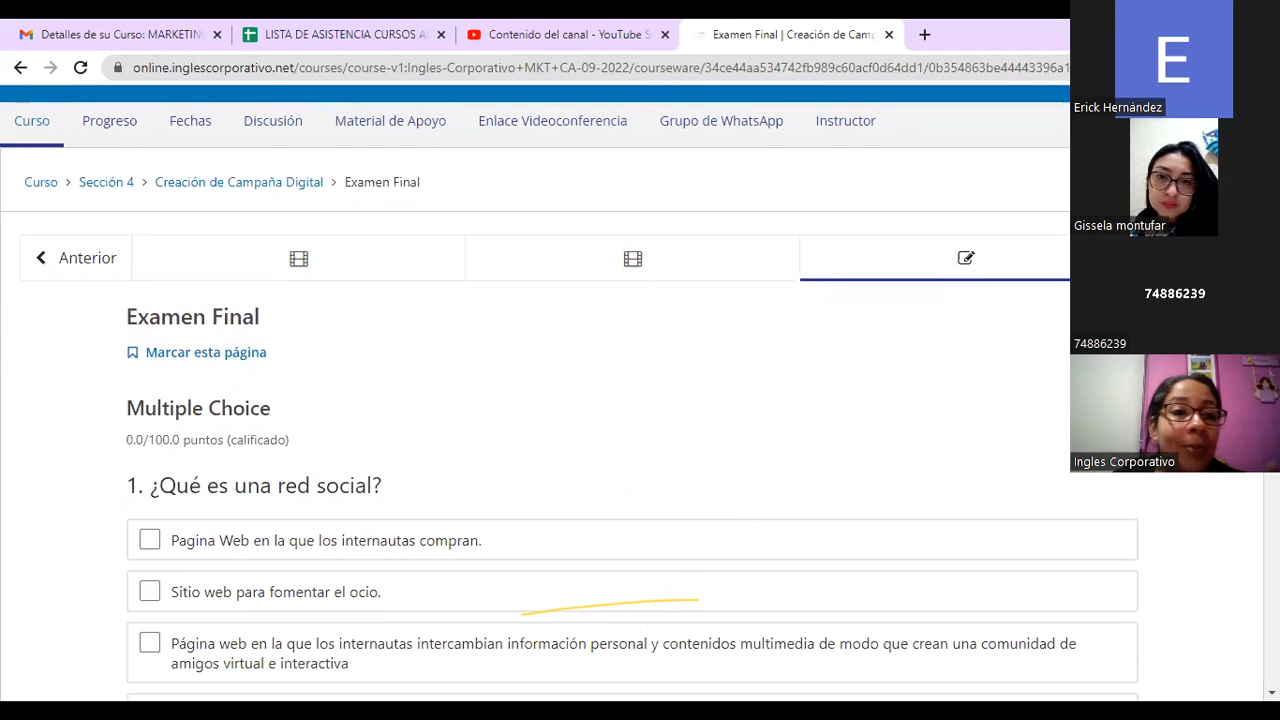 Detalles de su Curso: MARKETIN
LISTA DE ASISTENCIA CURSOS A
Contenido del canal - YouTube S
Examen Final | Creación de Camp
online.inglescorporativo.net/courses/course-v1:Ingles-Corporativo+MKT+CA-09-2022/courseware/34ce44aa534742fb989c60acf0d64dd1/0b354863be44443396a1
Curso
Progreso
Fechas
Discusión
Material de Apoyo
Enlace Videoconferencia
Grupo de WhatsApp
Instructor
Curso > Sección 4 > Creación de Campaña Digital > Examen Final
Anterior
Examen Final
Marcar esta página
Multiple Choice
0.0/100.0 puntos (calificado)
1. ¿Qué es una red social?
Pagina Web en la que los internautas compran.
Sitio web para fomentar el ocio.
Página web en la que los internautas intercambian información personal y contenidos multimedia de modo que crean una comunidad de
amigos virtual e interactiva
E
Erick Hernández
Gissela montufar
74886239
74886239
Ingles Corporativo